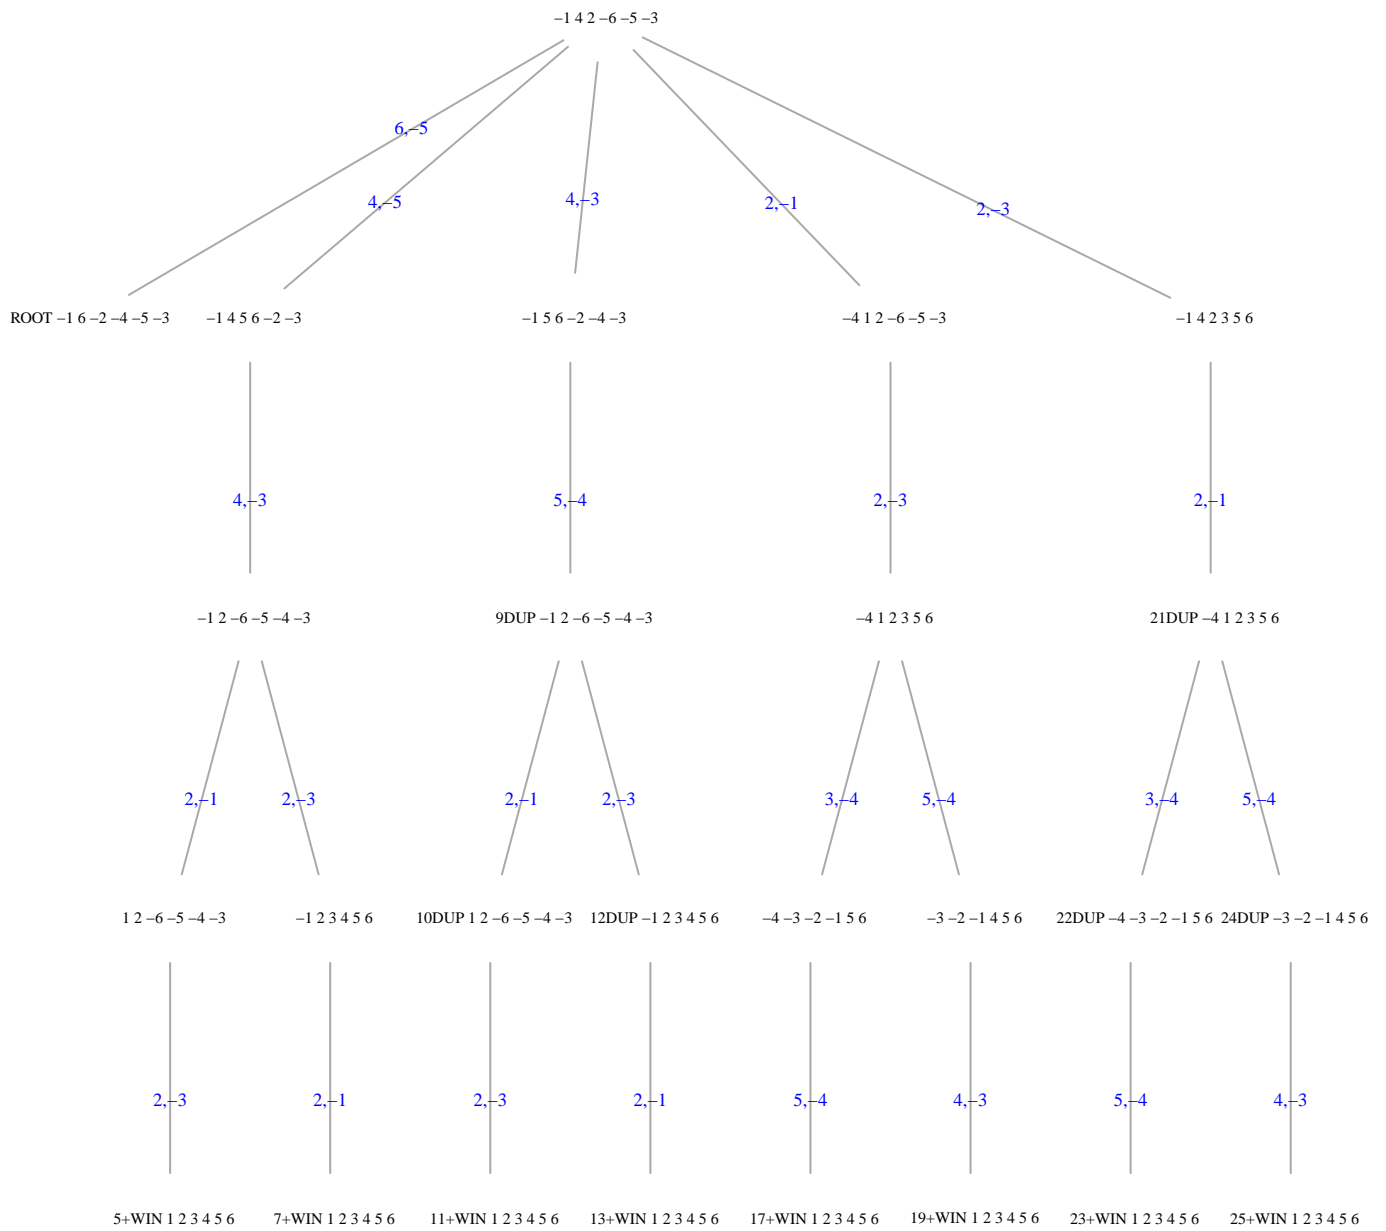 –1 4 2 –6 –5 –3
6,–5
4,–5
4,–3
2,–1
2,–3
ROOT –1 6 –2 –4 –5 –3
–1 4 5 6 –2 –3
–1 5 6 –2 –4 –3
–4 1 2 –6 –5 –3
–1 4 2 3 5 6
4,–3
5,–4
2,–3
2,–1
–1 2 –6 –5 –4 –3
9DUP –1 2 –6 –5 –4 –3
–4 1 2 3 5 6
21DUP –4 1 2 3 5 6
2,–1
2,–3
2,–1
2,–3
3,–4
5,–4
3,–4
5,–4
1 2 –6 –5 –4 –3
–1 2 3 4 5 6
10DUP 1 2 –6 –5 –4 –3
12DUP –1 2 3 4 5 6
–4 –3 –2 –1 5 6
–3 –2 –1 4 5 6
22DUP –4 –3 –2 –1 5 6
24DUP –3 –2 –1 4 5 6
2,–3
2,–1
2,–3
2,–1
5,–4
4,–3
5,–4
4,–3
5+WIN 1 2 3 4 5 6
7+WIN 1 2 3 4 5 6
11+WIN 1 2 3 4 5 6
13+WIN 1 2 3 4 5 6
17+WIN 1 2 3 4 5 6
19+WIN 1 2 3 4 5 6
23+WIN 1 2 3 4 5 6
25+WIN 1 2 3 4 5 6